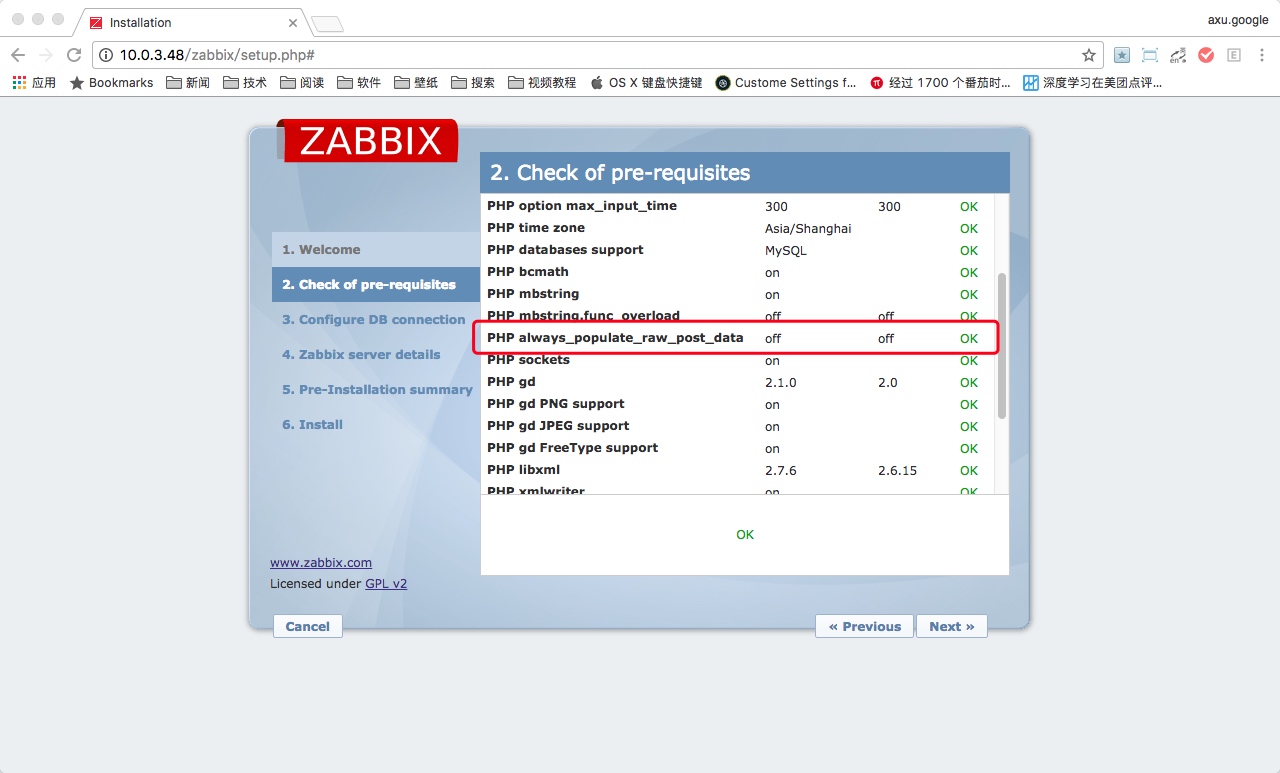 Installation
axu.google
10.0.3.48/zabbix/setup.php#
应用 Bookmarks 新闻 技术 阅读 软件 壁纸 搜索 视频教程 OS X 键盘快捷键 Custome Settings f... 经过 1700 个番茄时... 深度学习在美团点评...
ZABBIX
2. Check of pre-requisites
1. Welcome
2. Check of pre-requisites
3. Configure DB connection
4. Zabbix server details
5. Pre-Installation summary
6. Install
PHP option max_input_time 300 300 OK
PHP time zone Asia/Shanghai OK
PHP databases support MySQL OK
PHP bcmath on OK
PHP mbstring on OK
PHP mbstring.func_overload off off OK
PHP always_populate_raw_post_data off off OK
PHP sockets on OK
PHP gd 2.1.0 2.0 OK
PHP gd PNG support on OK
PHP gd JPEG support on OK
PHP gd FreeType support on OK
PHP libxml 2.7.6 2.6.15 OK
PHP xmlwriter on OK
OK
www.zabbix.com
Licensed under GPL v2
Cancel « Previous Next »